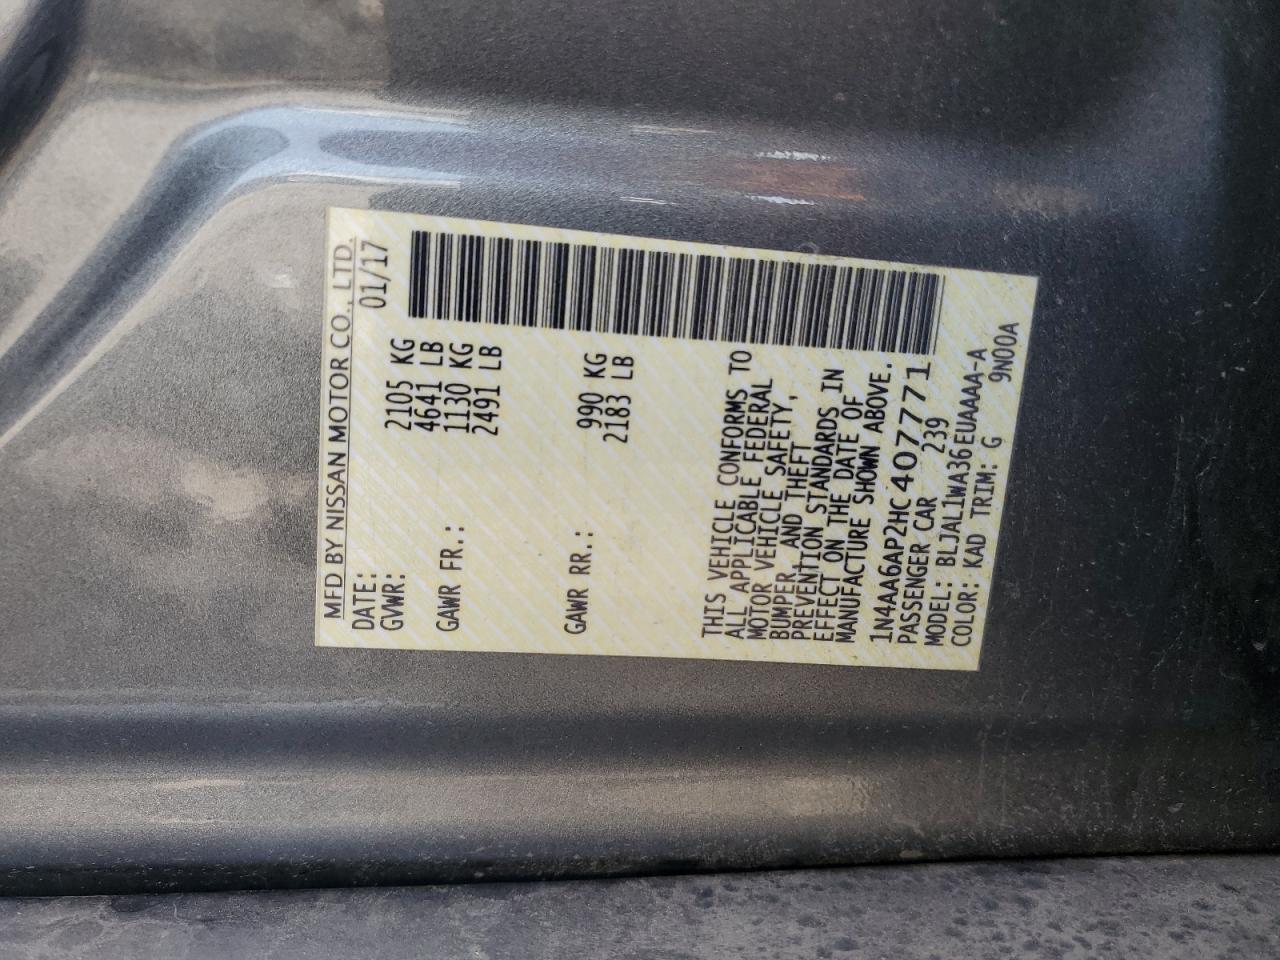 MFD BY NISSAN MOTOR CO., LTD.
DATE: 01/17
GVWR: 2105 KG
4641 LB
GAWR FR.: 1130 KG
2491 LB
GAWR RR.: 990 KG
2183 LB
THIS VEHICLE CONFORMS TO
ALL APPLICABLE FEDERAL
MOTOR VEHICLE SAFETY,
BUMPER, AND THEFT
PREVENTION STANDARDS IN
EFFECT ON THE DATE OF
MANUFACTURE SHOWN ABOVE.
1N4AA6AP2HC407771
PASSENGER CAR 239
MODEL: BLJAL1WA36EUAAAA-A
COLOR: KAD TRIM: G 9N00A